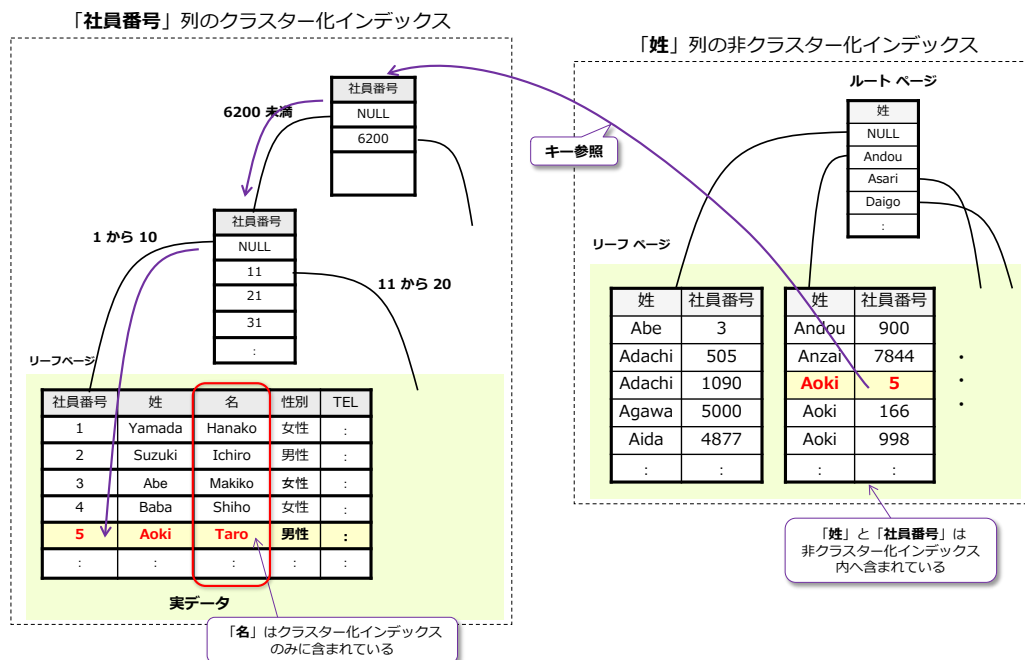 「社員番号」列のクラスター化インデックス
社員番号
NULL
6200
6200 未満
社員番号
NULL
11
21
31
:
1 から 10
11 から 20
リーフページ
社員番号 姓 名 性別 TEL
1 Yamada Hanako 女性 :
2 Suzuki Ichiro 男性 :
3 Abe Makiko 女性 :
4 Baba Shiho 女性 :
5 Aoki Taro 男性 :
: : : : :
実データ
「名」はクラスター化インデックス
のみに含まれている
キー参照
「姓」列の非クラスター化インデックス
ルート ページ
姓
NULL
Andou
Asari
Daigo
:
リーフ ページ
姓 社員番号
Abe 3
Adachi 505
Adachi 1090
Agawa 5000
Aida 4877
: :
姓 社員番号
Andou 900
Anzai 7844
Aoki 5
Aoki 166
Aoki 998
: :
・
・
・
「姓」と「社員番号」は
非クラスター化インデックス
内へ含まれている